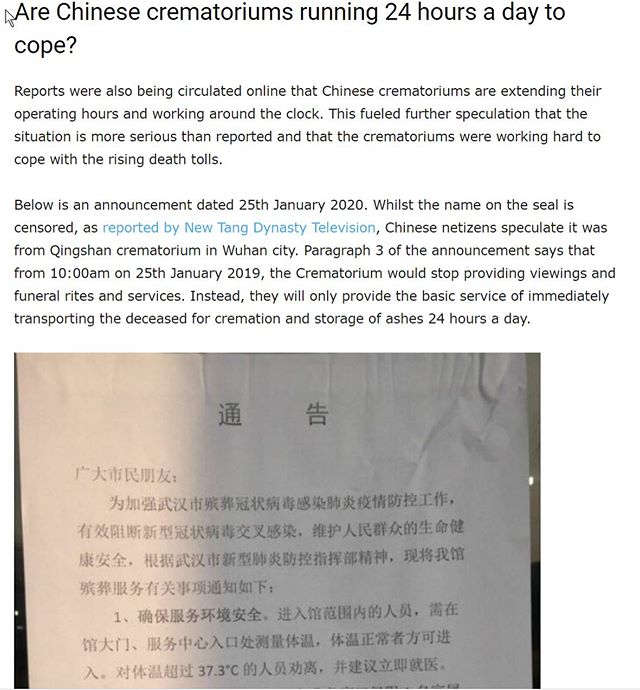 Are Chinese crematoriums running 24 hours a day to
cope?
Reports were also being circulated online that Chinese crematoriums are extending their
operating hours and working around the clock. This fueled further speculation that the
situation is more serious than reported and that the crematoriums were working hard to
cope with the rising death tolls.
Below is an announcement dated 25th January 2020. Whilst the name on the seal is
censored, as reported by New Tang Dynasty Television, Chinese netizens speculate it was
from Qingshan crematorium in Wuhan city. Paragraph 3 of the announcement says that
from 10:00am on 25th January 2019, the Crematorium would stop providing viewings and
funeral rites and services. Instead, they will only provide the basic service of immediately
transporting the deceased for cremation and storage of ashes 24 hours a day.
通 告
广大市民朋友：
为加强武汉市殡葬冠状病毒感染肺炎疫情防控工作，
有效阻断新型冠状病毒交叉感染，维护人民群众的生命健
康安全，根据武汉市新型肺炎防控指挥部精神，现将我馆
殡葬服务有关事项通知如下：
1、确保服务环境安全。进入馆范围内的人员，需在
馆大门、服务中心入口处测量体温，体温正常者方可进
入。对体温超过 37.3℃ 的人员劝离，并建议立即就医。